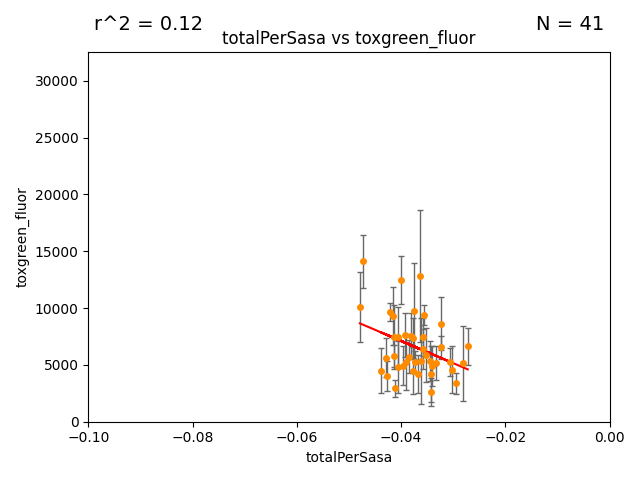 r^2 = 0.12
N = 41
totalPerSasa vs toxgreen_fluor
30000
25000
20000
15000
10000
5000
0
toxgreen_fluor
−0.10
−0.08
−0.06
−0.04
−0.02
0.00
totalPerSasa